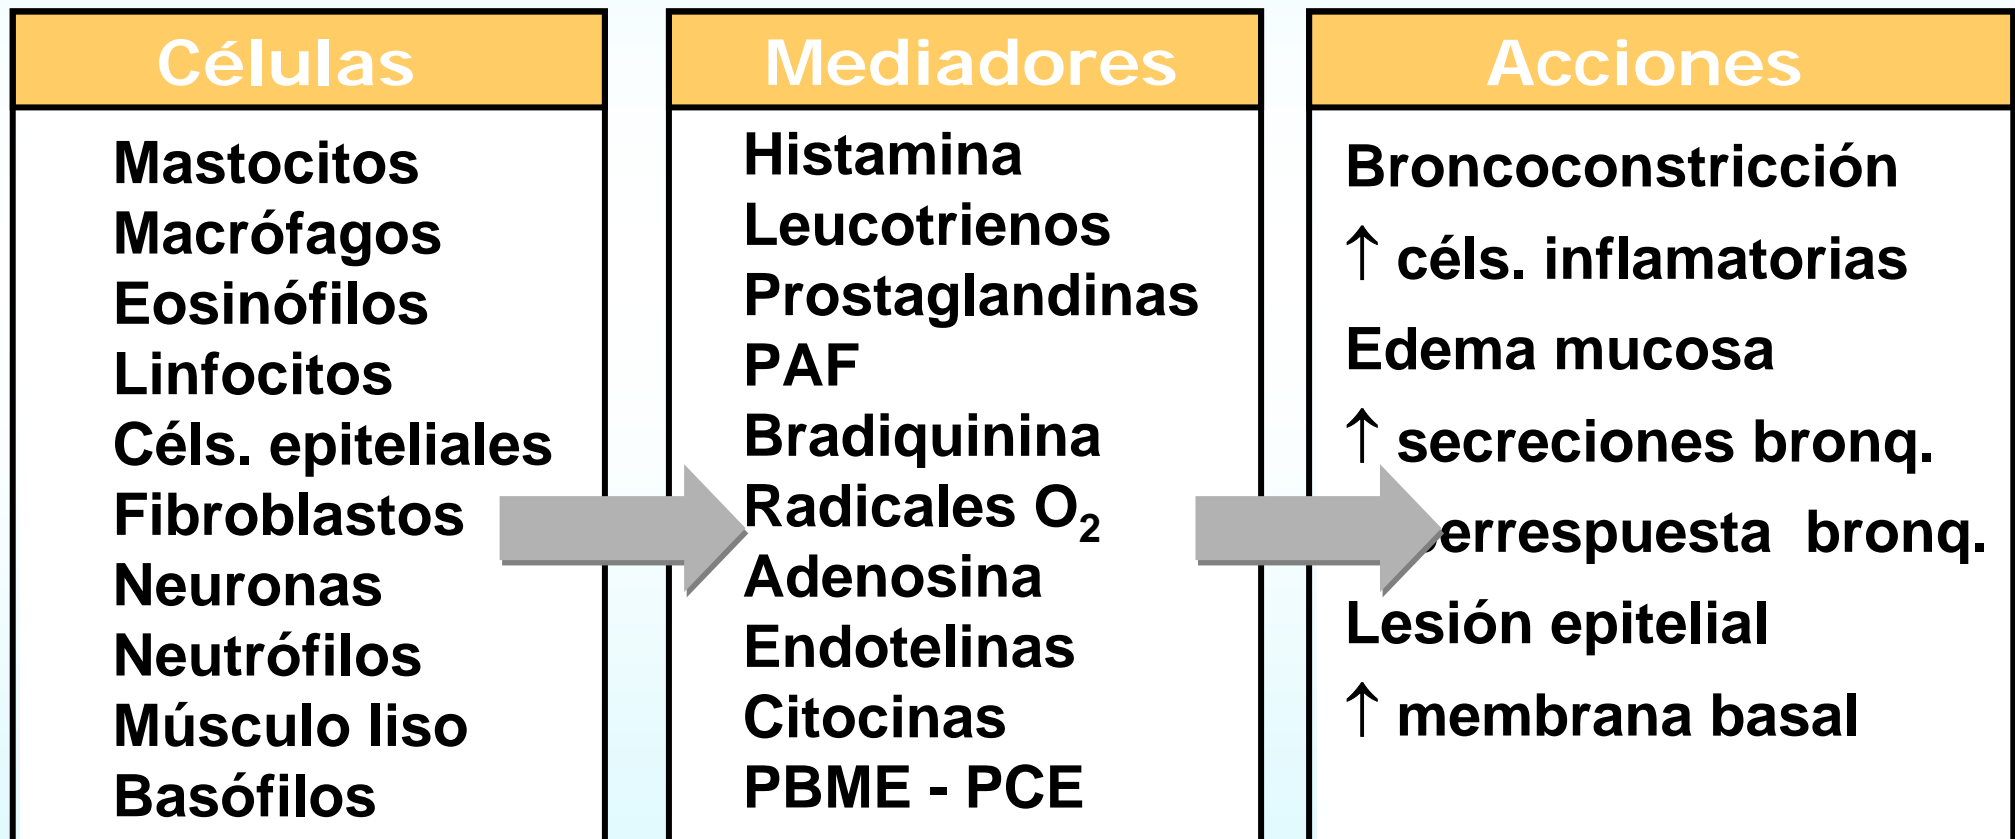 Células
Mastocitos
Macrófagos
Eosinófilos
Linfocitos
Céls. epiteliales
Fibroblastos
Neuronas
Neutrófilos
Músculo liso
Basófilos
Mediadores
Histamina
Leucotrienos
Prostaglandinas
PAF
Bradiquinina
Radicales O₂
Adenosina
Endotelinas
Citocinas
PBME - PCE
Acciones
Broncoconstricción
↑ céls. inflamatorias
Edema mucosa
↑ secreciones bronq.
bronq.
Lesión epitelial
↑ membrana basal